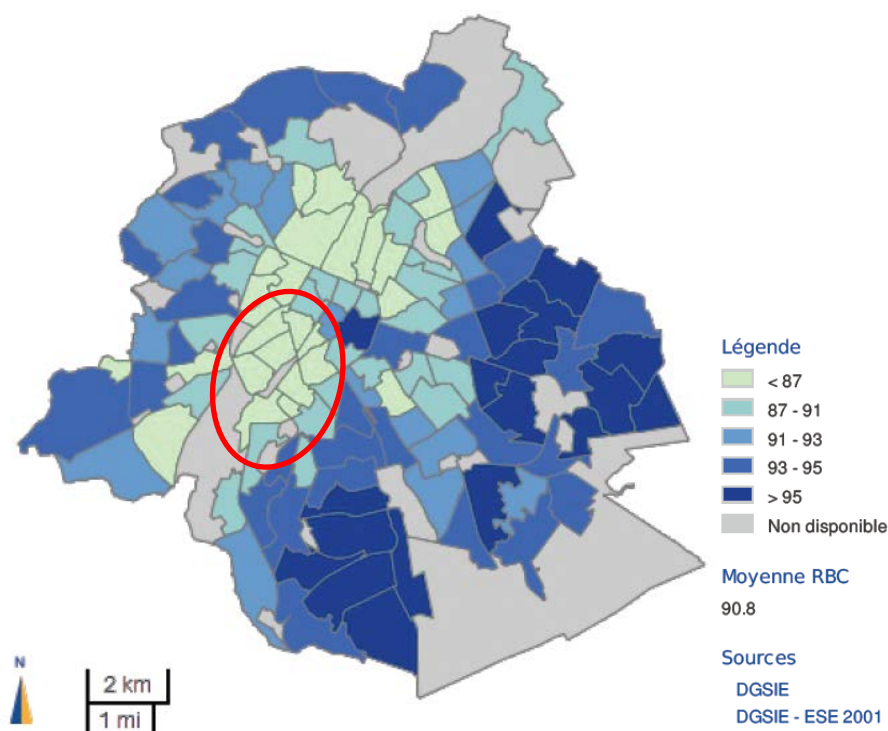 Légende
< 87
87 - 91
91 - 93
93 - 95
> 95
Non disponible
Moyenne RBC
90.8
Sources
DGSIE
DGSIE - ESE 2001
N
2 km
1 mi